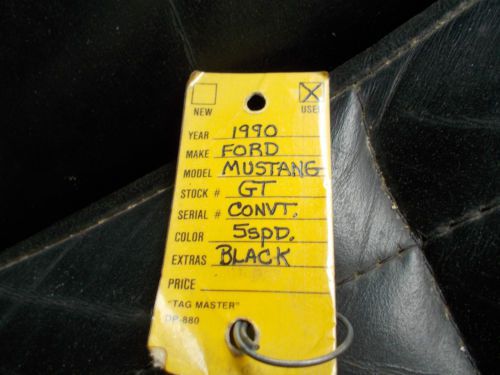 NEW USED
YEAR 1990
MAKE FORD
MODEL MUSTANG
STOCK # GT
SERIAL # CONVT.
COLOR 5SPD.
EXTRAS BLACK
PRICE
"TAG MASTER"
DP-880